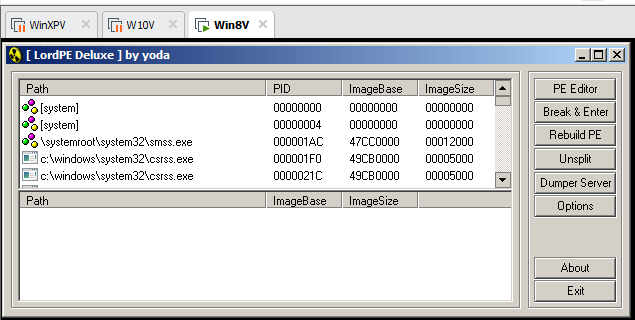 WinXPV W10V Win8V
[ LordPE Deluxe ] by yoda
Path PID ImageBase ImageSize
[system] 00000000 00000000 00000000
[system] 00000004 00000000 00000000
\systemroot\system32\smss.exe 000001AC 47CC0000 00012000
c:\windows\system32\csrss.exe 000001F0 49CB0000 00005000
c:\windows\system32\csrss.exe 0000021C 49CB0000 00005000
Path ImageBase ImageSize
PE Editor
Break & Enter
Rebuild PE
Unsplit
Dumper Server
Options
About
Exit